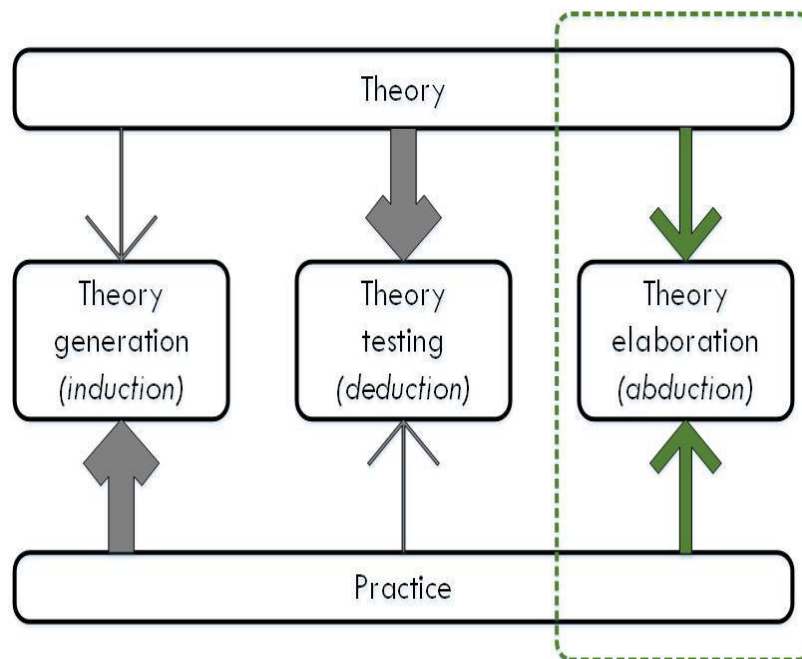 Theory
Theory
generation
(induction)
Theory
testing
(deduction)
Theory
elaboration
(abduction)
Practice